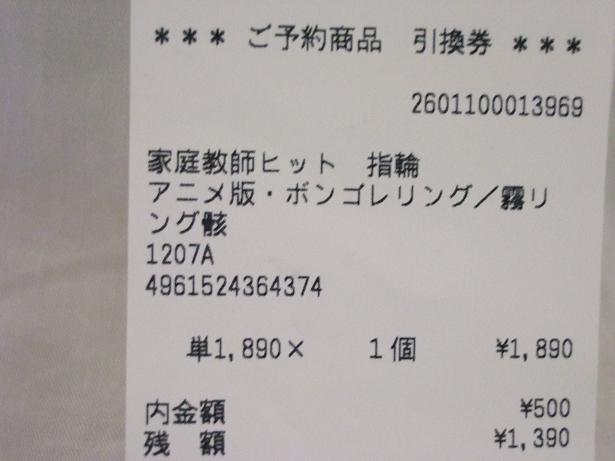 *** ご予約商品 引換券 ***
2601100013969
家庭教師ヒット 指輪
アニメ版・ボンゴレリング／霧リ
ング骸
1207A
4961524364374
単1,890× 1個 ¥1,890
内金額 ¥500
残 額 ¥1,390